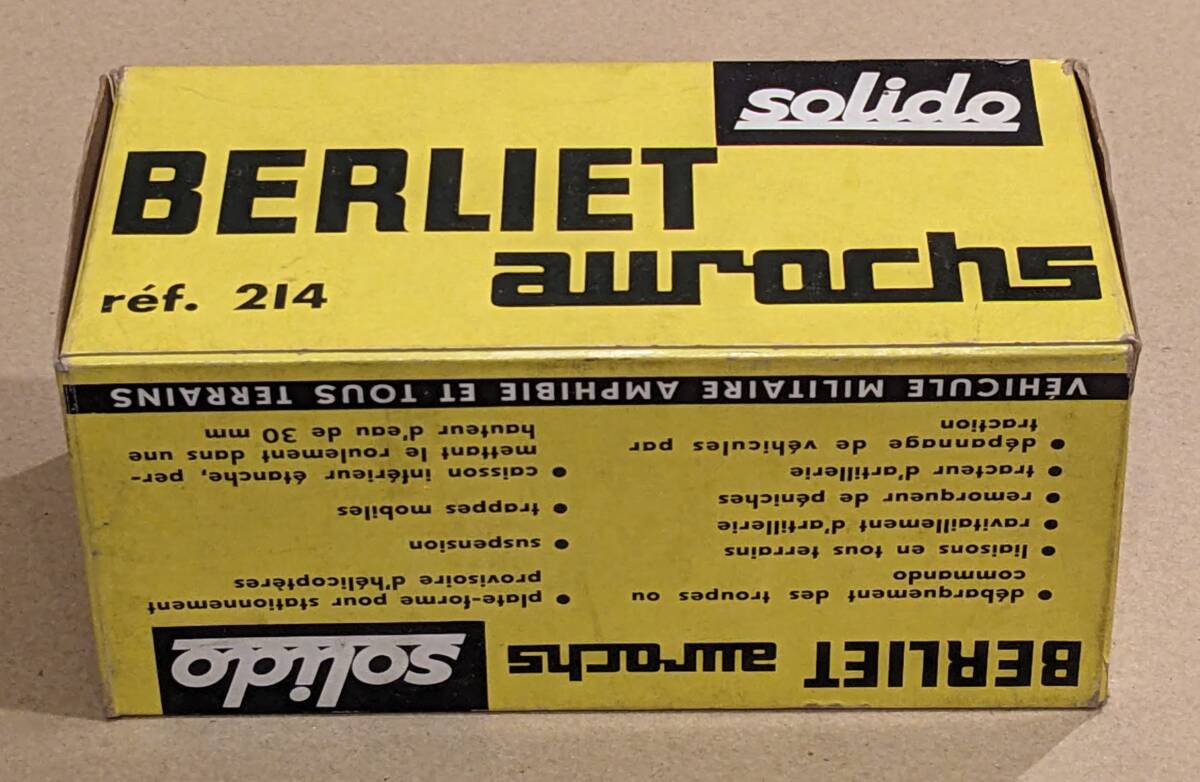 solido
BERLIET
aurochs
réf. 214
BERLIET aurochs solido
• débarquement des troupes ou
commando
• liaisons en tous terrains
• ravitaillement d'artillerie
• remorqueur de péniches
• tracteur d'artillerie
• dépannage de véhicules par
traction
• plate-forme pour stationnement
provisoire d'hélicoptères
• suspension
• trappes mobiles
• caisson inférieur étanche, per-
mettant le roulement dans une
hauteur d'eau de 30 mm
VÉHICULE MILITAIRE AMPHIBIE ET TOUS TERRAINS